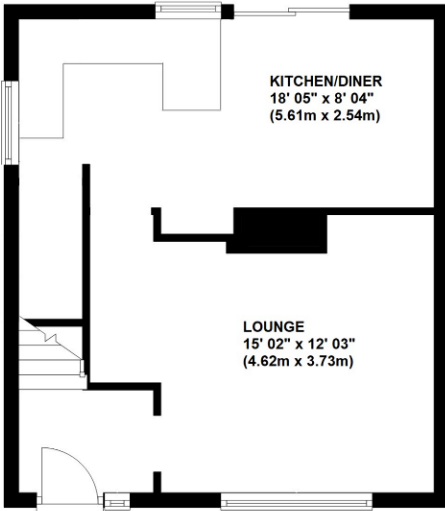 KITCHEN/DINER
18' 05" x 8' 04"
(5.61m x 2.54m)
LOUNGE
15' 02" x 12' 03"
(4.62m x 3.73m)